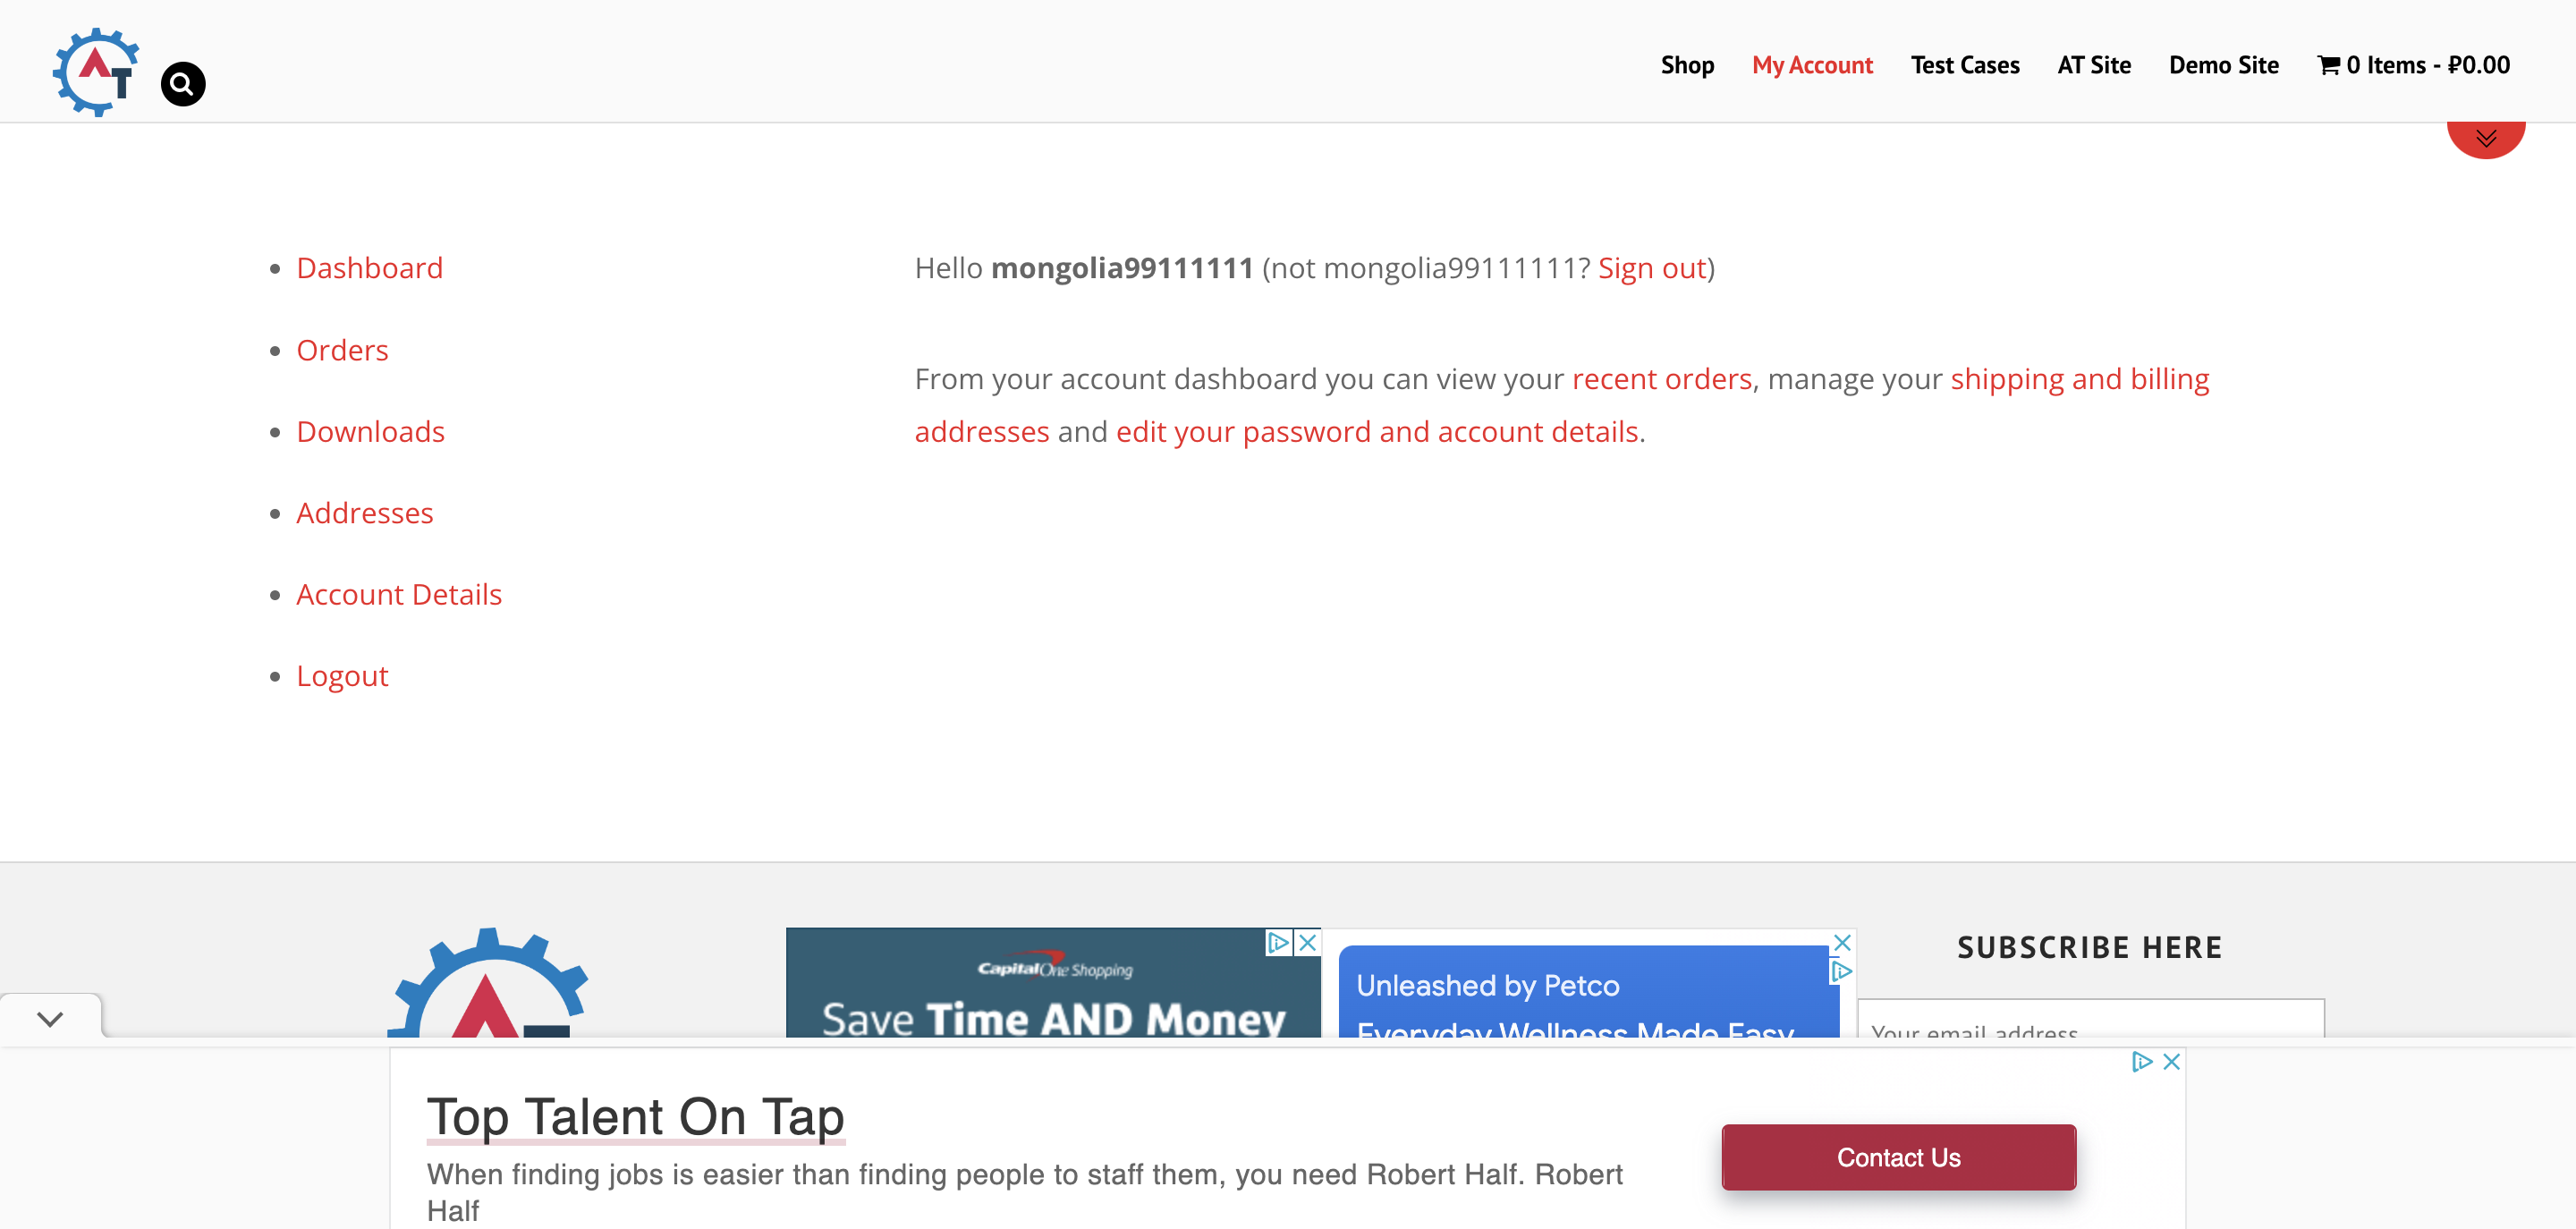 AT
Shop My Account Test Cases AT Site Demo Site 0 Items - ₽0.00
Dashboard
Orders
Downloads
Addresses
Account Details
Logout
Hello mongolia99111111 (not mongolia99111111? Sign out)
From your account dashboard you can view your recent orders, manage your shipping and billing
addresses and edit your password and account details.
CapitalOne Shopping
Save Time AND Money
Unleashed by Petco
Everyday Wellness Made Easy
SUBSCRIBE HERE
Your email address
Top Talent On Tap
When finding jobs is easier than finding people to staff them, you need Robert Half. Robert
Half
Contact Us